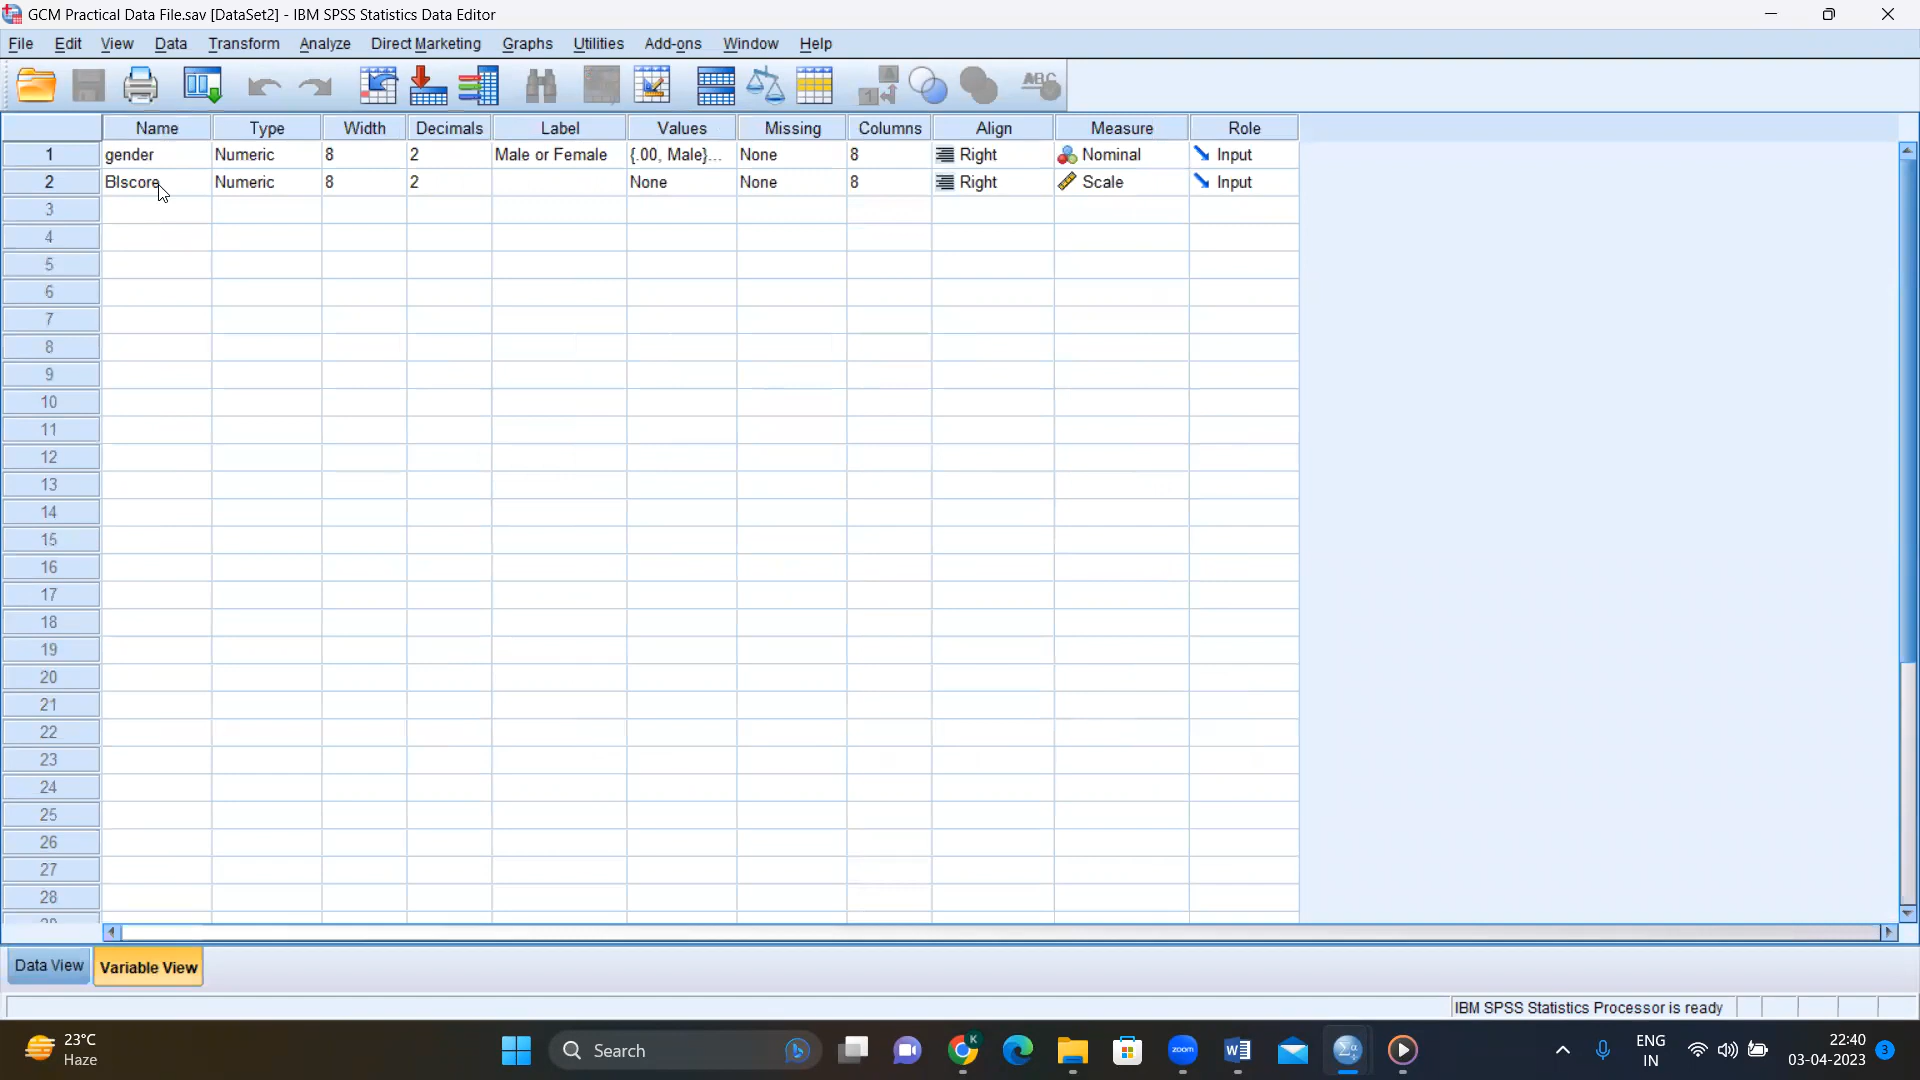 GCM Practical Data File.sav [DataSet2] - IBM SPSS Statistics Data Editor
File Edit View Data Transform Analyze Direct Marketing Graphs Utilities Add-ons Window Help
Name Type Width Decimals Label Values Missing Columns Align Measure Role
1 gender Numeric 8 2 Male or Female {.00, Male}... None 8 Right Nominal Input
2 BIscore Numeric 8 2 None None 8 Right Scale Input
3
4
5
6
7
8
9
10
11
12
13
14
15
16
17
18
19
20
21
22
23
24
25
26
27
28
Data View Variable View
IBM SPSS Statistics Processor is ready
23°C
Haze
Search
zoom
ENG
IN
22:40
03-04-2023
3